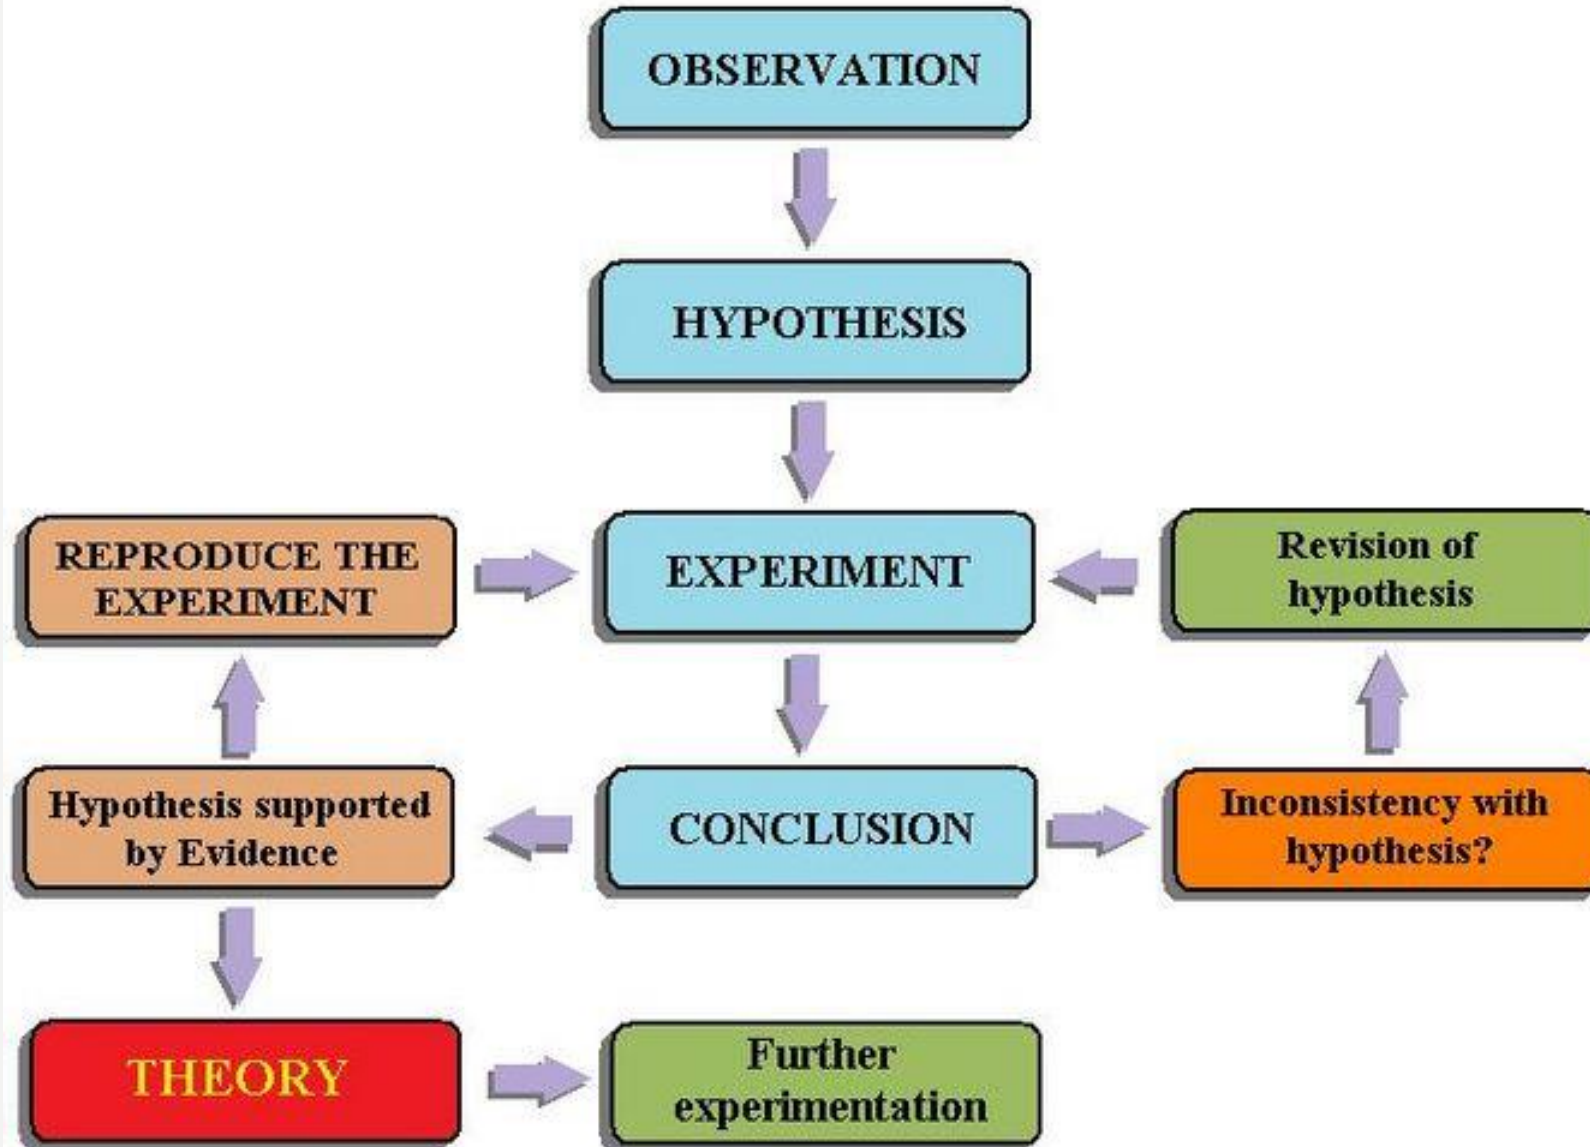 OBSERVATION
HYPOTHESIS
REPRODUCE THE
EXPERIMENT
EXPERIMENT
Revision of
hypothesis
Hypothesis supported
by Evidence
CONCLUSION
Inconsistency with
hypothesis?
THEORY
Further
experimentation